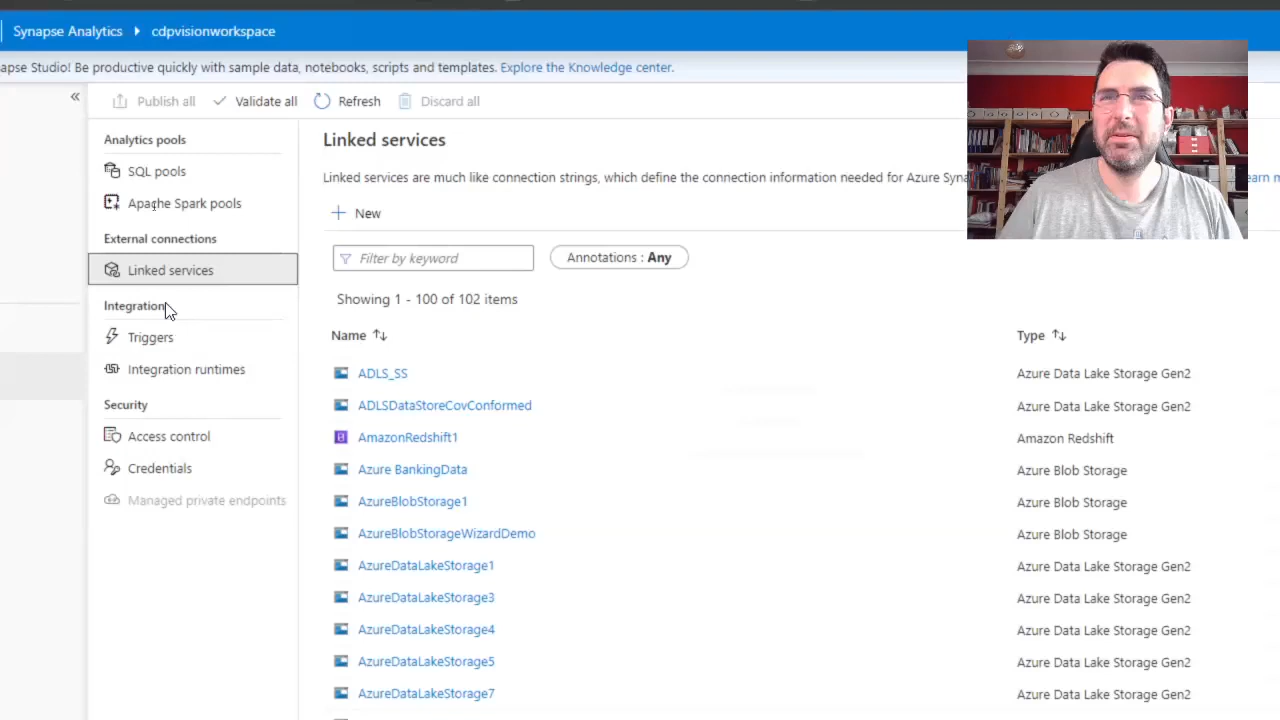 Synapse Analytics cdpvisionworkspace
apse Studio! Be productive quickly with sample data, notebooks, scripts and templates. Explore the Knowledge center.
« Publish all Validate all Refresh Discard all
Analytics pools
SQL pools
Apache Spark pools
External connections
Linked services
Integration
Triggers
Integration runtimes
Security
Access control
Credentials
Managed private endpoints
Linked services
Linked services are much like connection strings, which define the connection information needed for Azure Syna
earn m
New
Filter by keyword Annotations : Any
Showing 1 - 100 of 102 items
Name Type
ADLS_SS Azure Data Lake Storage Gen2
ADLSDataStoreCovConformed Azure Data Lake Storage Gen2
AmazonRedshift1 Amazon Redshift
Azure BankingData Azure Blob Storage
AzureBlobStorage1 Azure Blob Storage
AzureBlobStorageWizardDemo Azure Blob Storage
AzureDataLakeStorage1 Azure Data Lake Storage Gen2
AzureDataLakeStorage3 Azure Data Lake Storage Gen2
AzureDataLakeStorage4 Azure Data Lake Storage Gen2
AzureDataLakeStorage5 Azure Data Lake Storage Gen2
AzureDataLakeStorage7 Azure Data Lake Storage Gen2